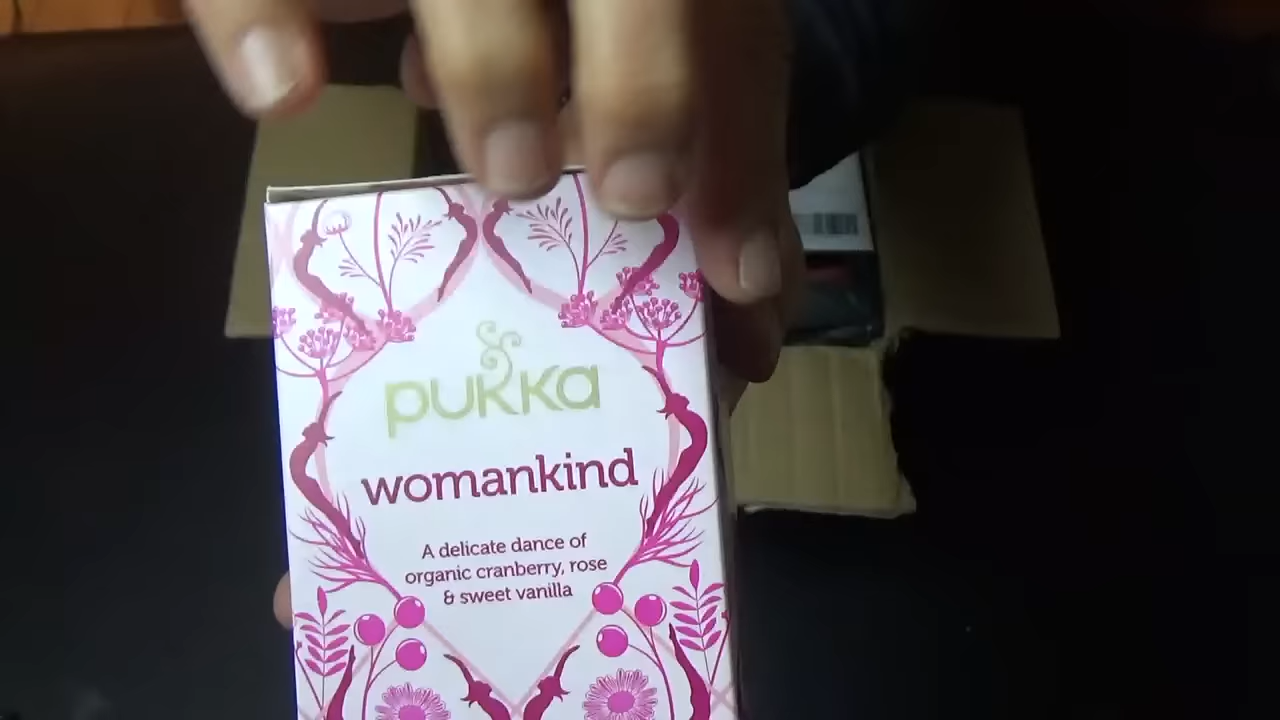 pukka
womankind
A delicate dance of
organic cranberry, rose
& sweet vanilla